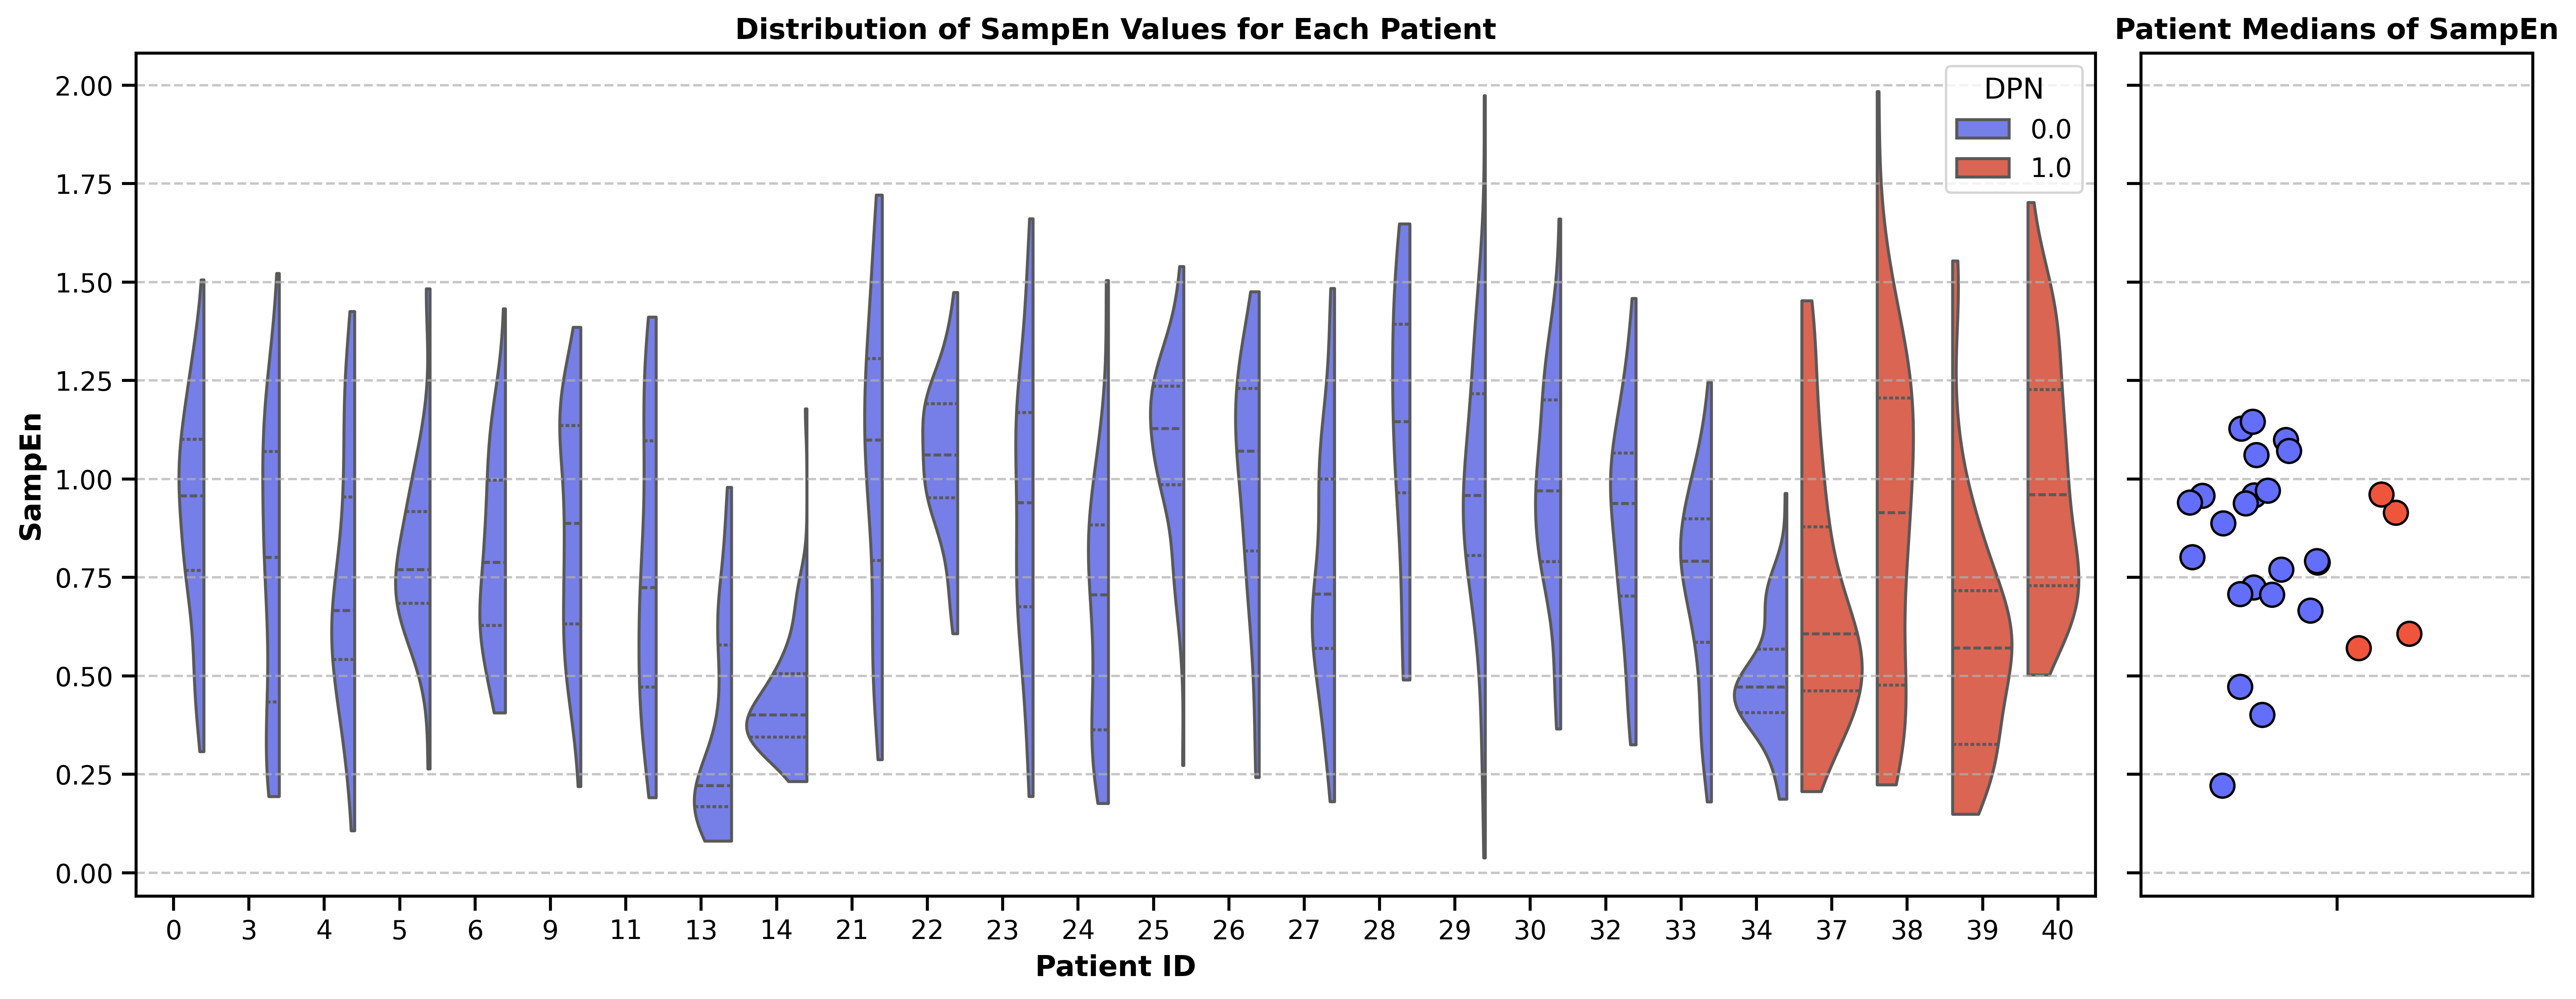 Distribution of SampEn Values for Each Patient
Patient Medians of SampEn
SampEn
2.00
1.75
1.50
1.25
1.00
0.75
0.50
0.25
0.00
DPN
0.0
1.0
0 3 4 5 6 9 11 13 14 21 22 23 24 25 26 27 28 29 30 32 33 34 37 38 39 40
Patient ID